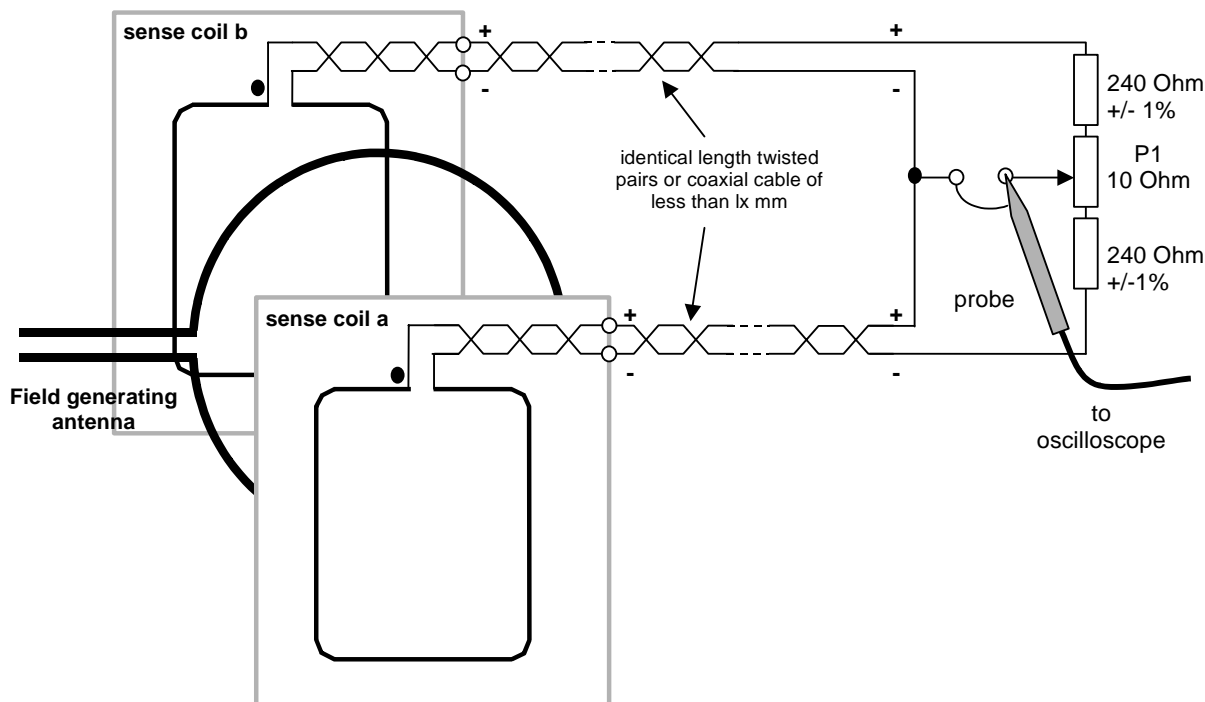 sense coil b
+
-
+
-
240 Ohm
+/- 1%
P1
10 Ohm
identical length twisted
pairs or coaxial cable of
less than lx mm
240 Ohm
+/-1%
probe
sense coil a
+
-
+
-
Field generating
antenna
to
oscilloscope